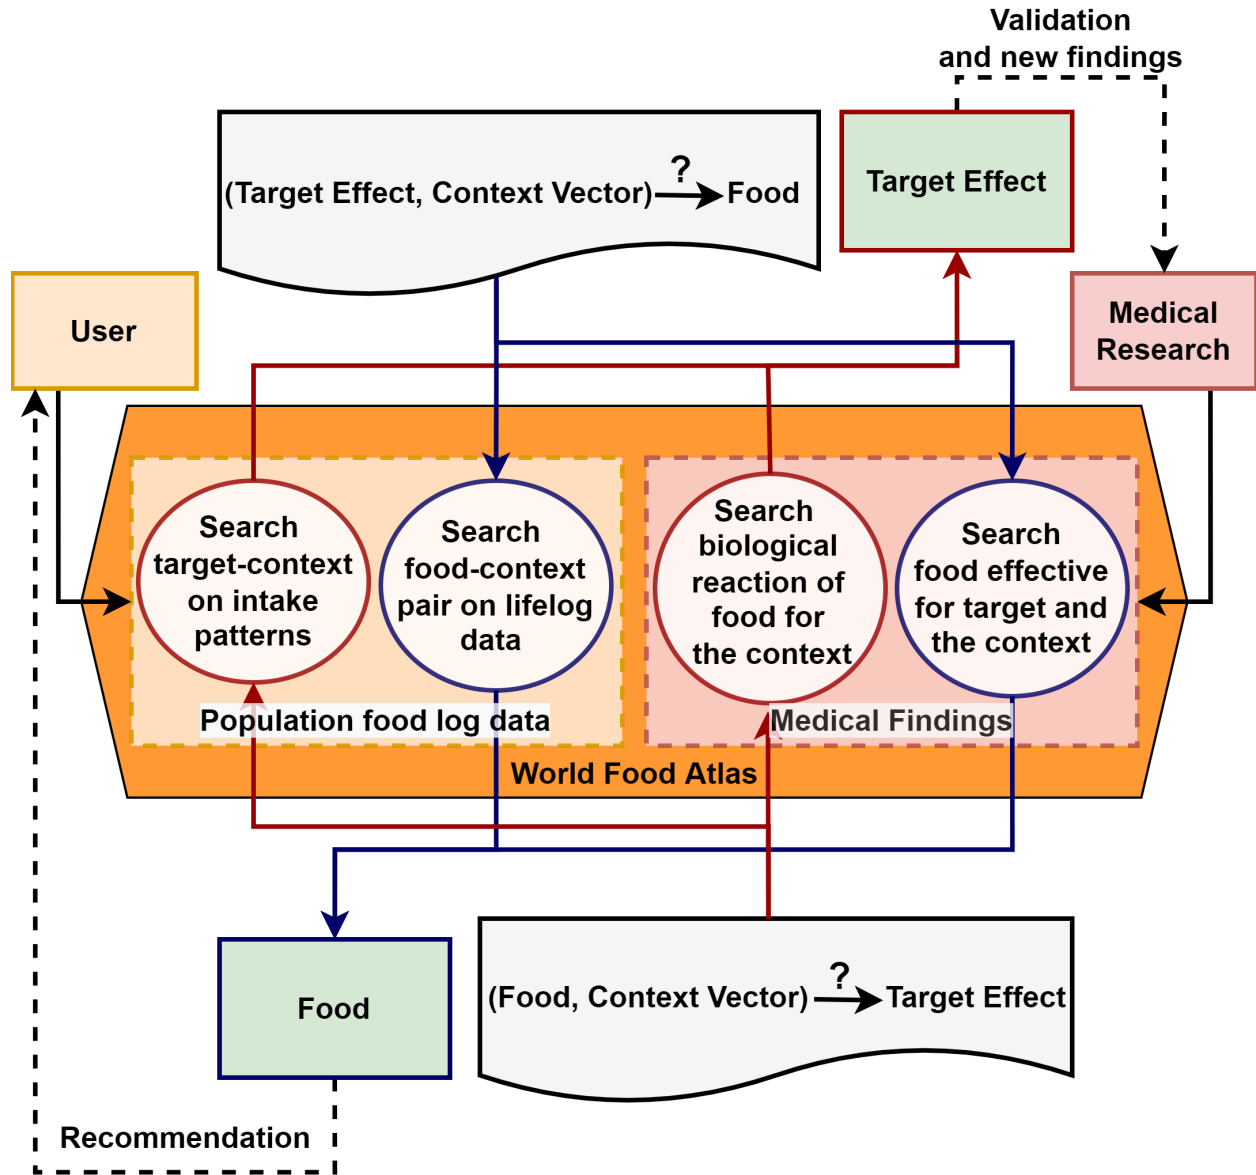 Validation
and new findings
(Target Effect, Context Vector) ? Food
Target Effect
User
Medical
Research
Search
target-context
on intake
patterns
Search
food-context
pair on lifelog
data
Search
biological
reaction of
food for
the context
Search
food effective
for target and
the context
Population food log data
Medical Findings
World Food Atlas
Food
(Food, Context Vector) ? Target Effect
Recommendation